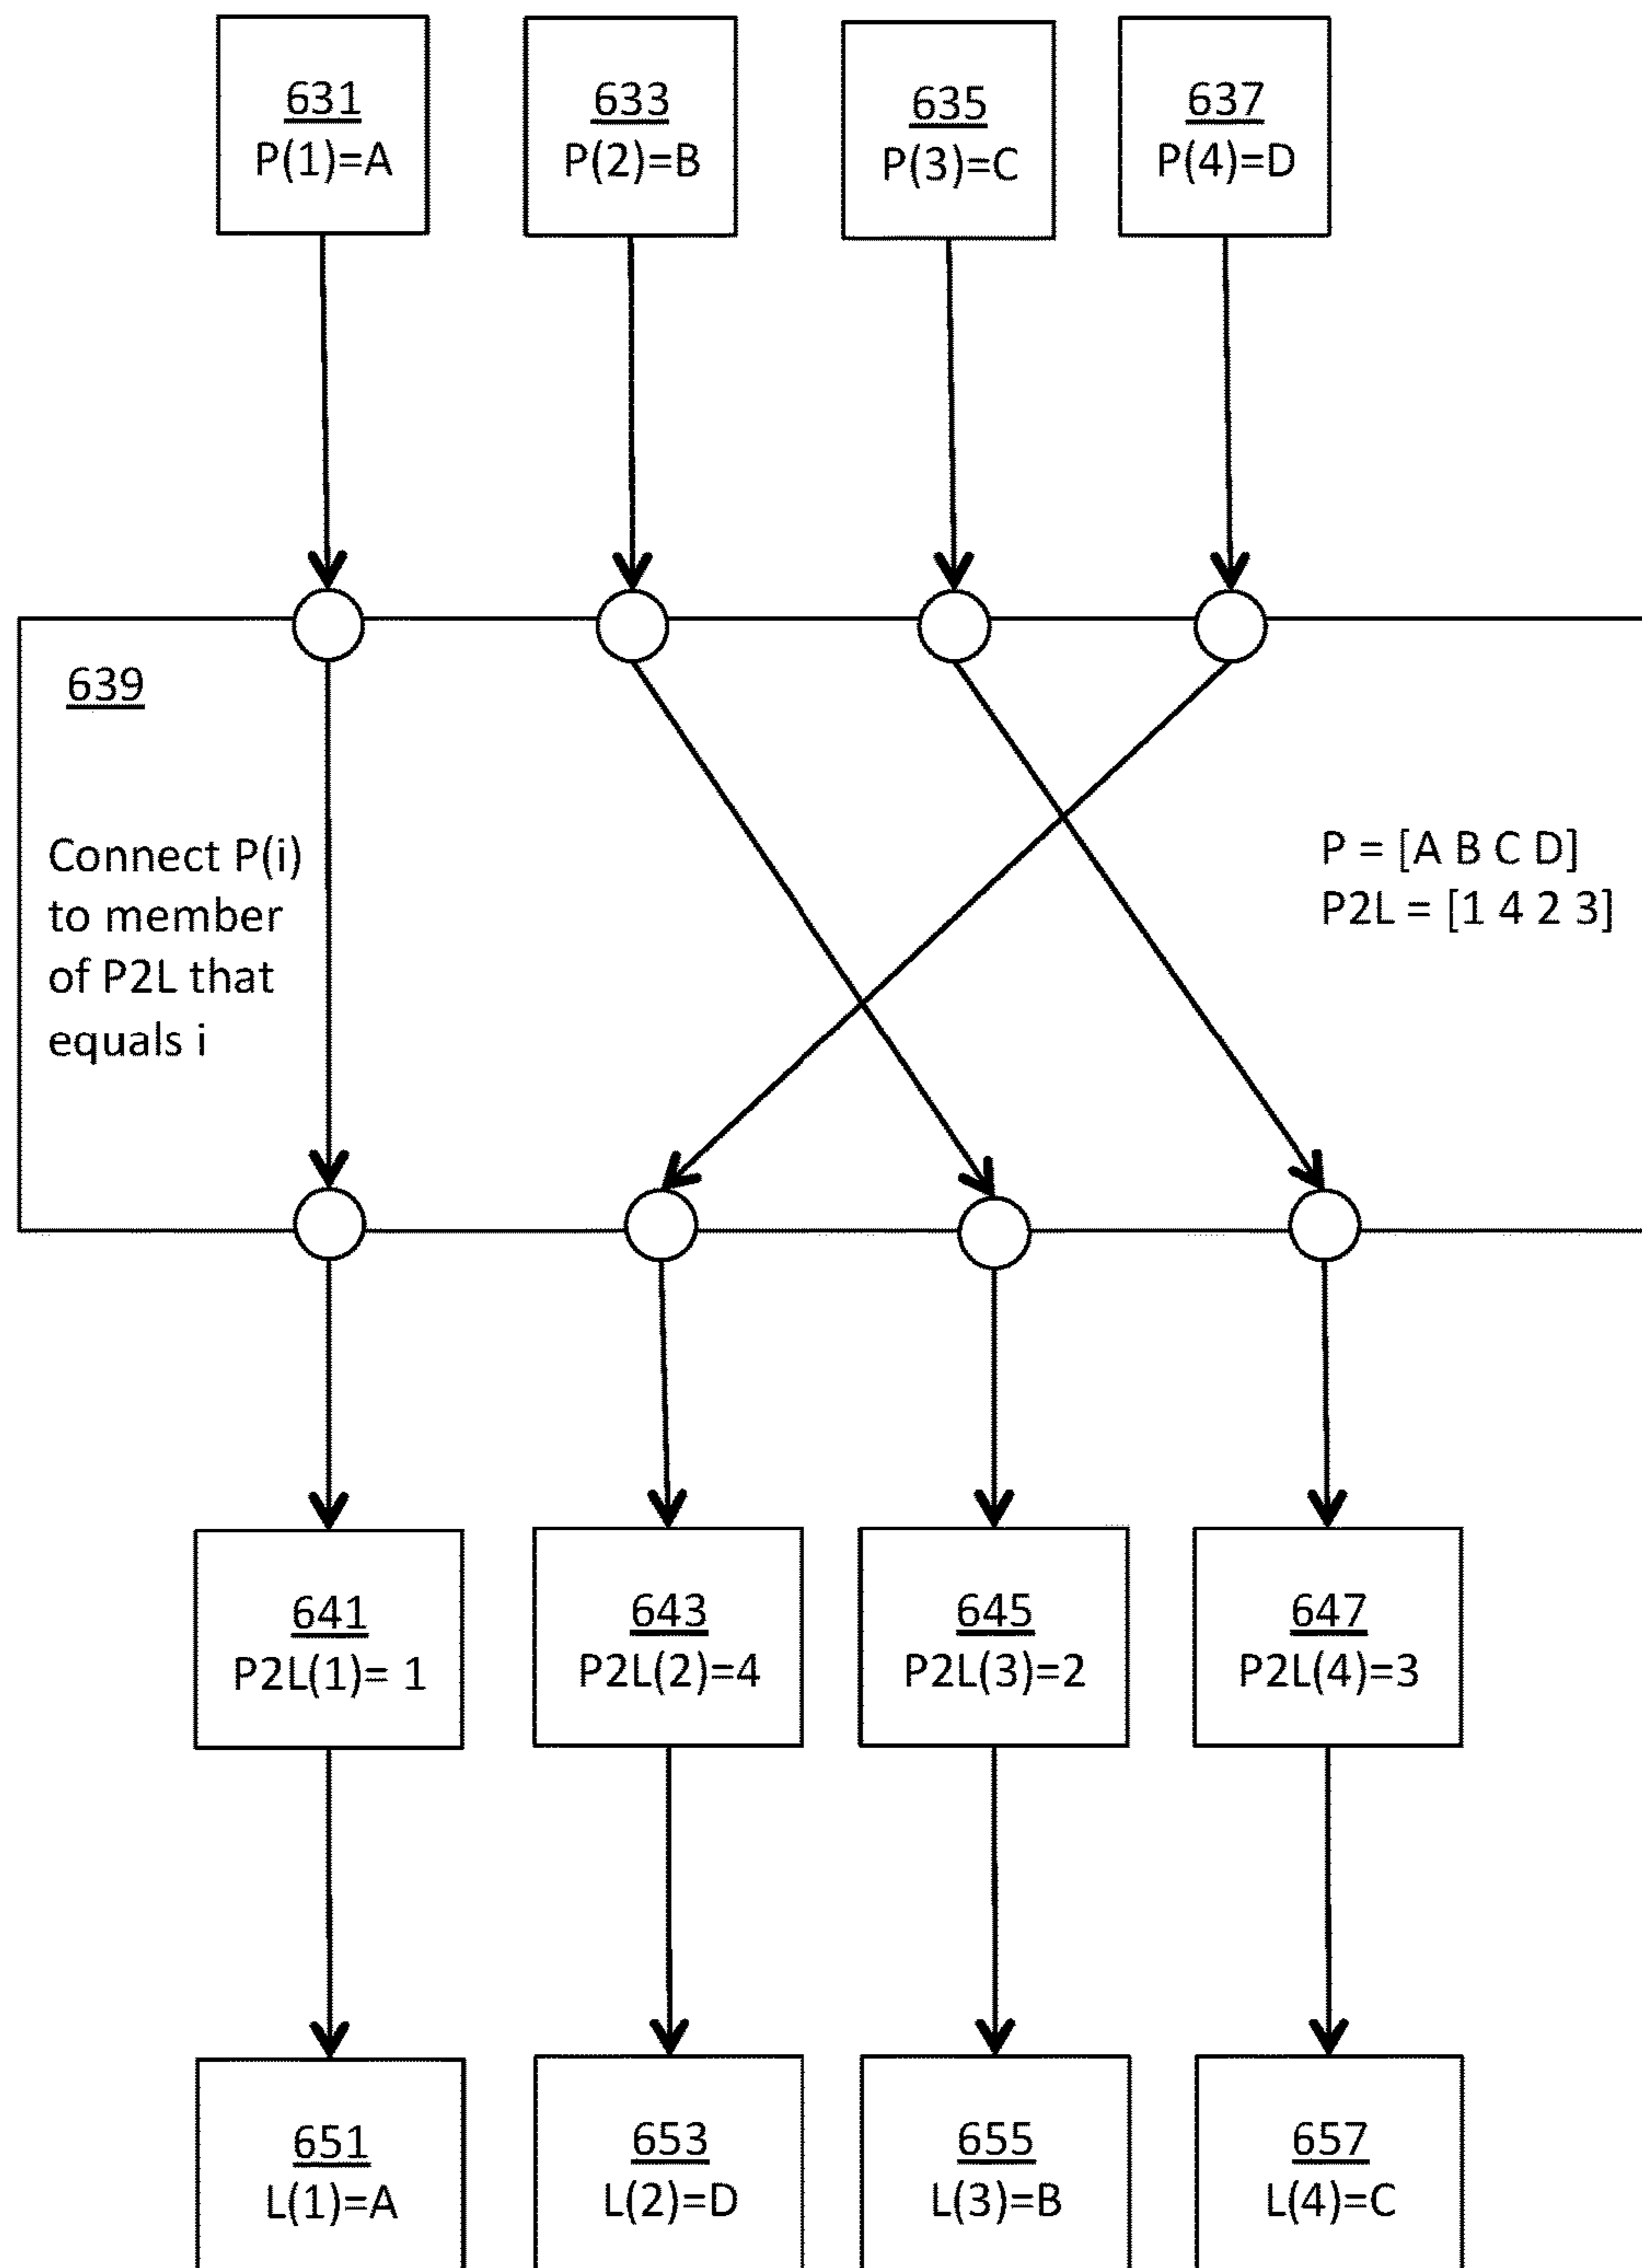 631
P(1)=A
633
P(2)=B
635
P(3)=C
637
P(4)=D
639
Connect P(i)
to member
of P2L that
equals i
P = [A B C D]
P2L = [1 4 2 3]
641
P2L(1)= 1
643
P2L(2)=4
645
P2L(3)=2
647
P2L(4)=3
651
L(1)=A
653
L(2)=D
655
L(3)=B
657
L(4)=C